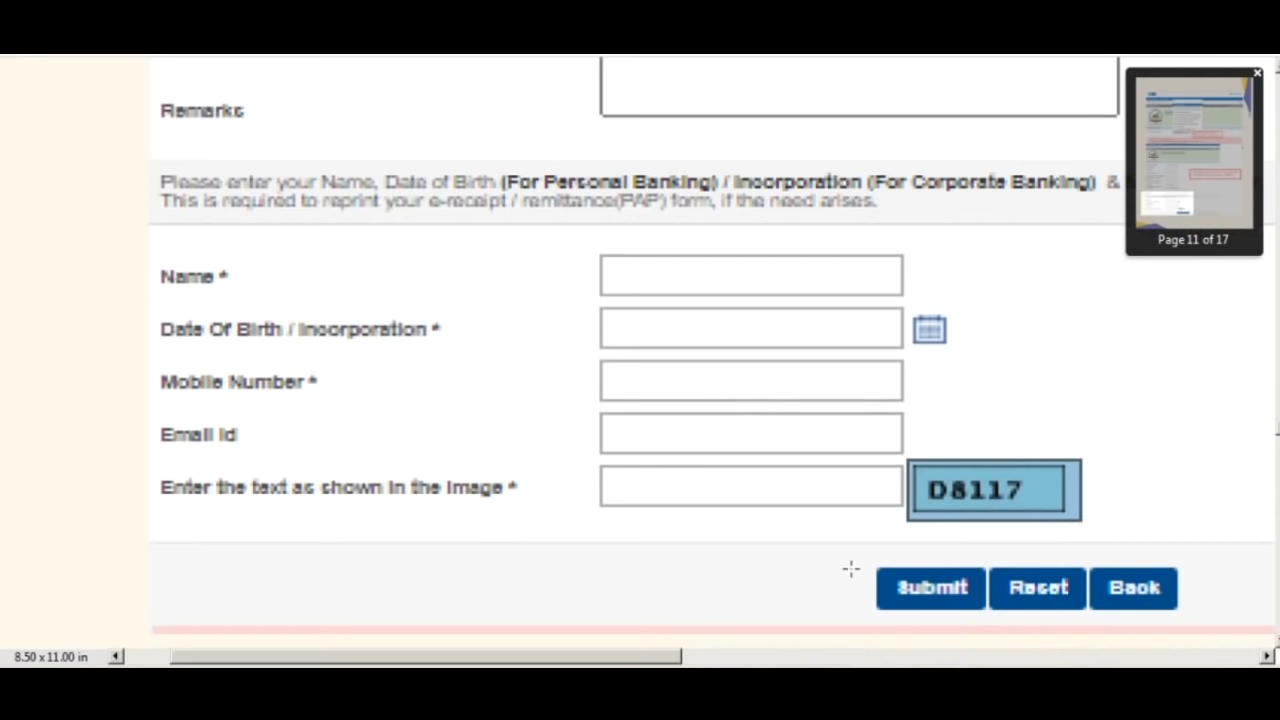 Remarks
Please enter your Name, Date of Birth (For Personal Banking) / Incorporation (For Corporate Banking) &
This is required to reprint your e-receipt / remittance(PAP) form, if the need arises.
Page 11 of 17
Name *
Date Of Birth / Incorporation *
Mobile Number *
Email Id
Enter the text as shown in the image *
D8117
Submit Reset Back
8.50 x 11.00 in